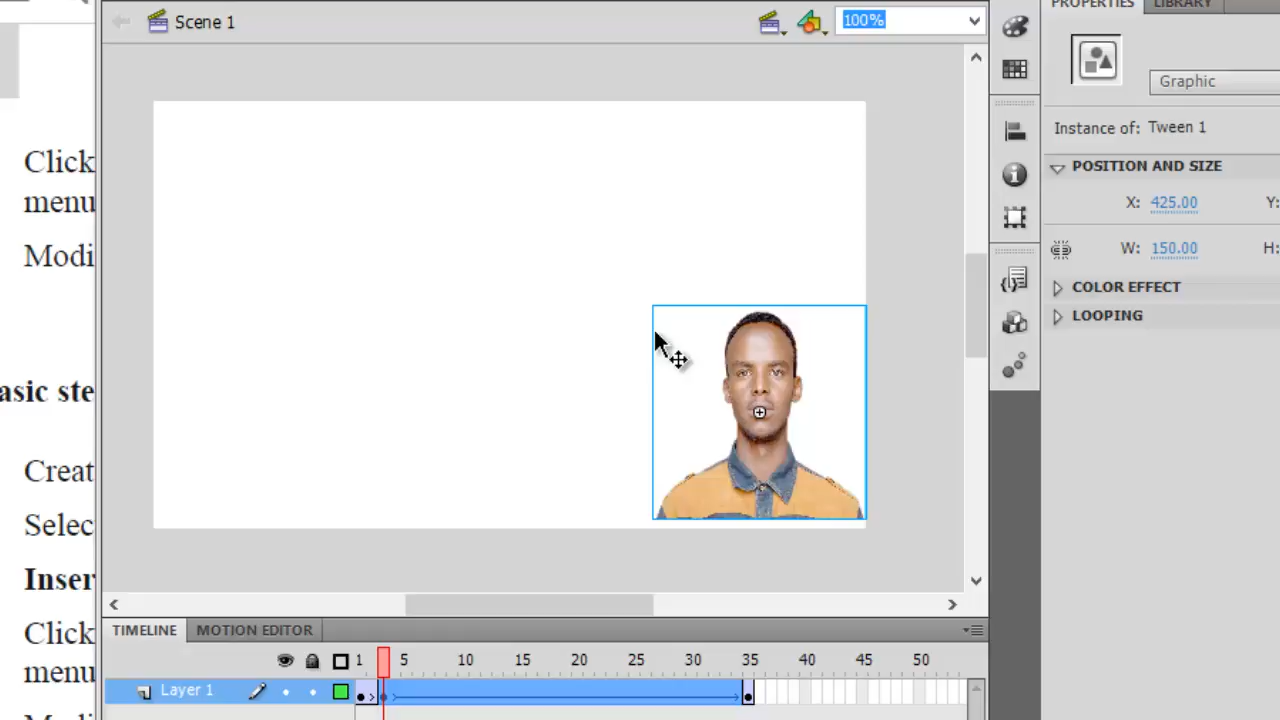 PROPERTIES LIBRARY
Scene 1
100%
Graphic
Instance of: Tween 1
POSITION AND SIZE
X: 425.00 Y:
W: 150.00 H:
COLOR EFFECT
LOOPING
Click
menu
Modi
asic ste
Creat
Selec
Inser
Click
menu
TIMELINE MOTION EDITOR
1 5 10 15 20 25 30 35 40 45 50
Layer 1